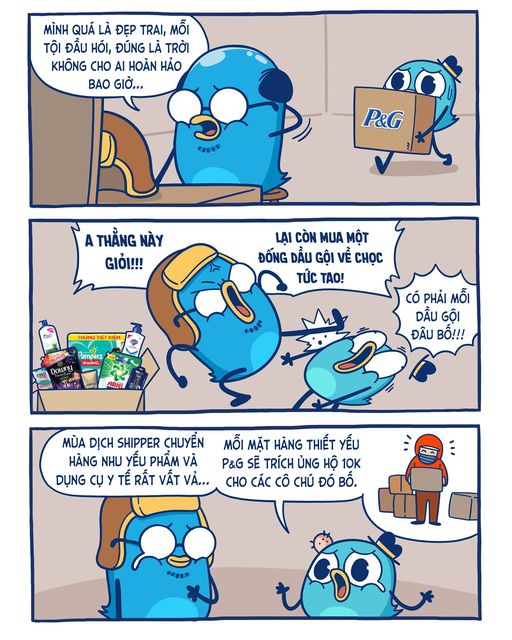 MÌNH QUÁ LÀ ĐẸP TRAI, MỖI
TỘI ĐẦU HÓI, ĐÚNG LÀ TRỜI
KHÔNG CHO AI HOÀN HẢO
BAO GIỜ...
P&G
A THẰNG NÀY
GIỎI!!!
LẠI CÒN MUA MỘT
ĐỐNG DẦU GỘI VỀ CHỌC
TỨC TAO!
CÓ PHẢI MỖI
DẦU GỘI
ĐÂU BỐ!!!
THÙNG TIẾT KIỆM
Pampers
Downy
ARIEL
MÙA DỊCH SHIPPER CHUYỂN
HÀNG NHU YẾU PHẨM VÀ
DỤNG CỤ Y TẾ RẤT VẤT VẢ...
MỖI MẶT HÀNG THIẾT YẾU
P&G SẼ TRÍCH ỦNG HỘ 10K
CHO CÁC CÔ CHÚ ĐÓ BỐ.